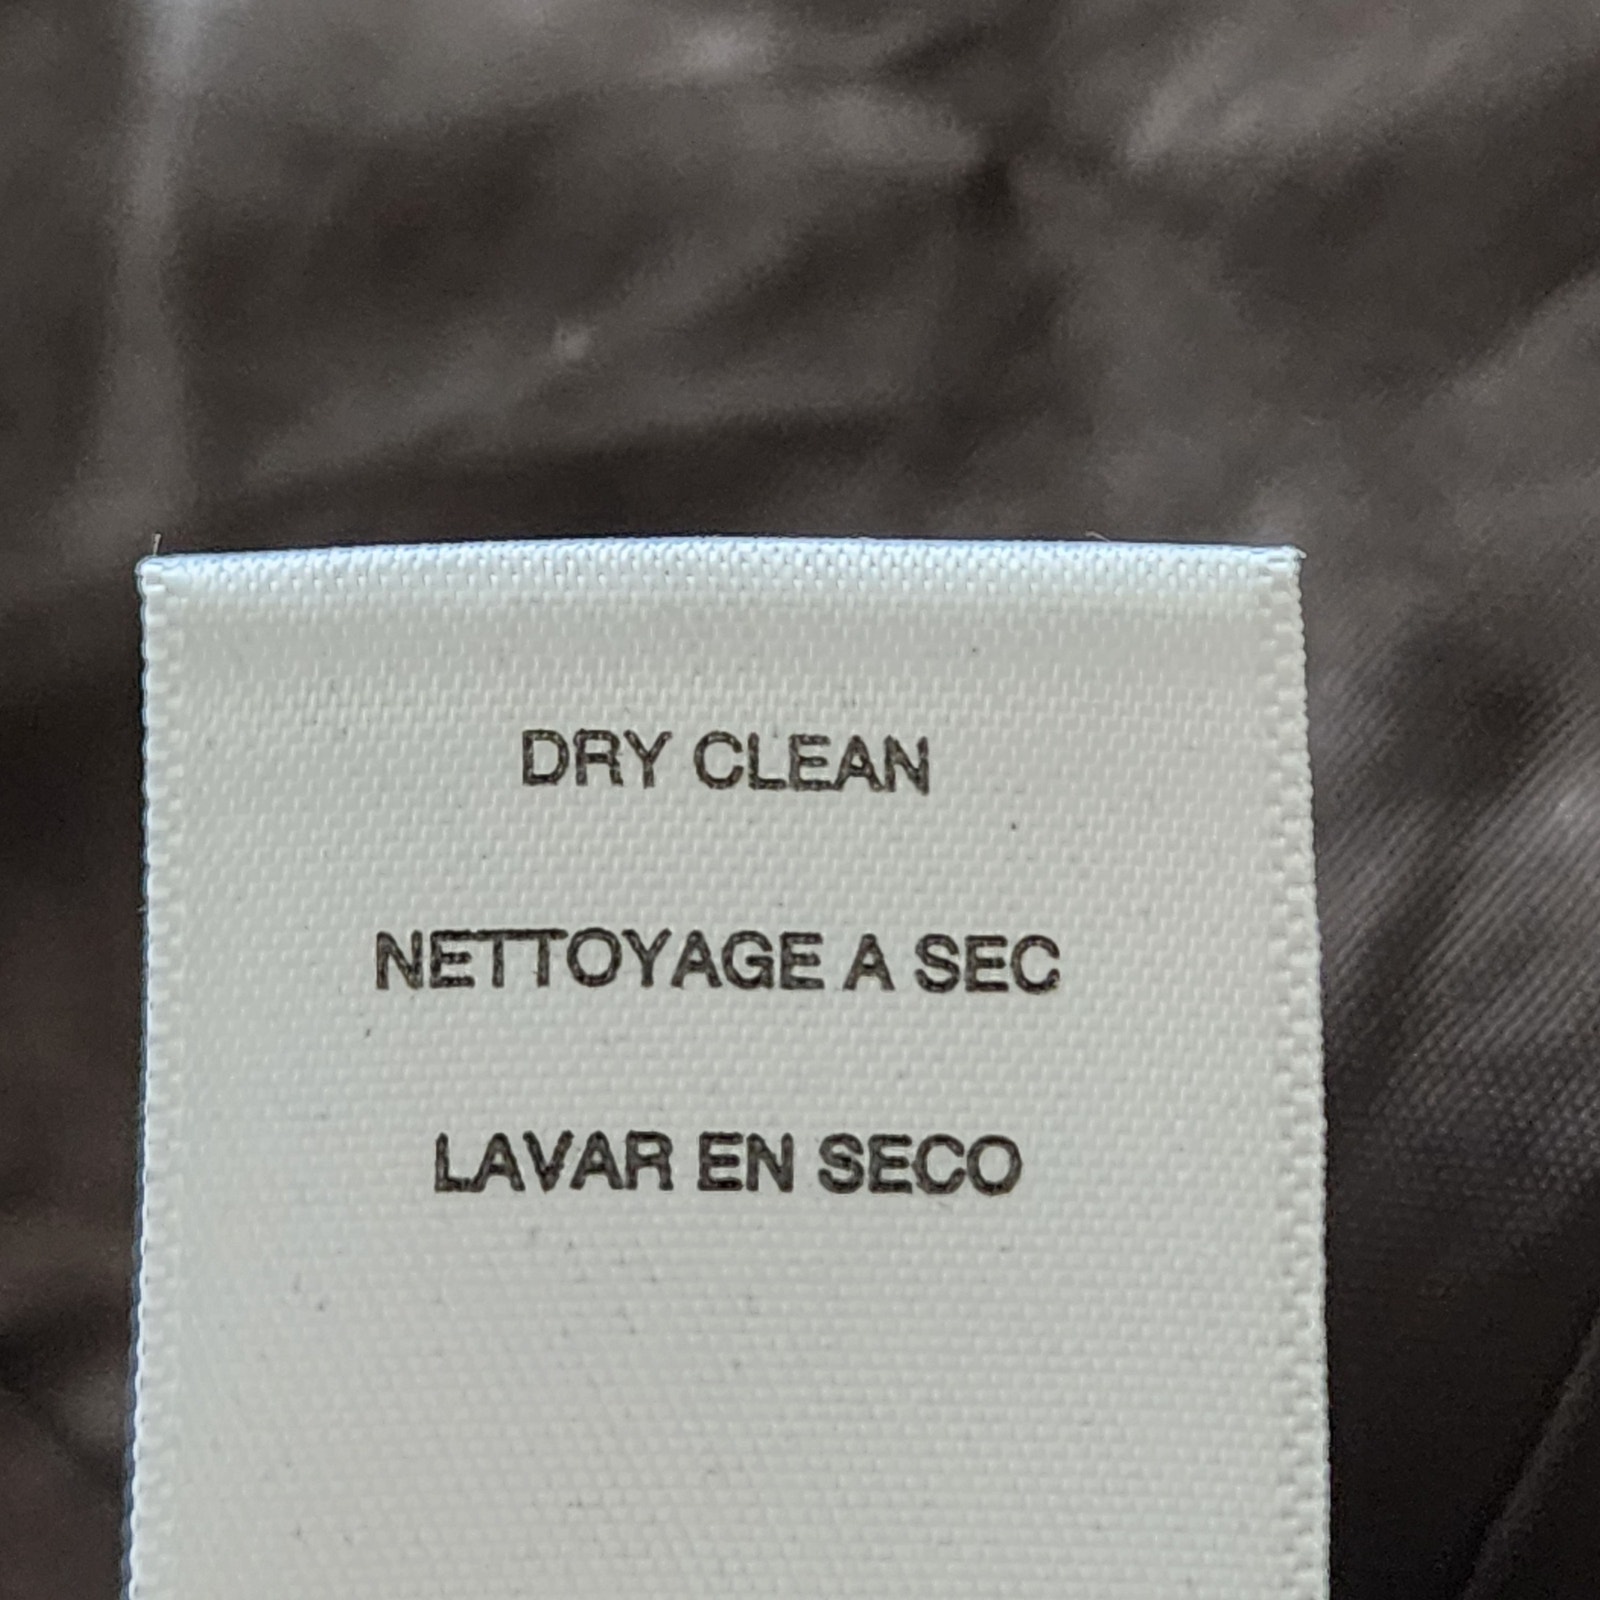 DRY CLEAN
NETTOYAGE A SEC
LAVAR EN SECO